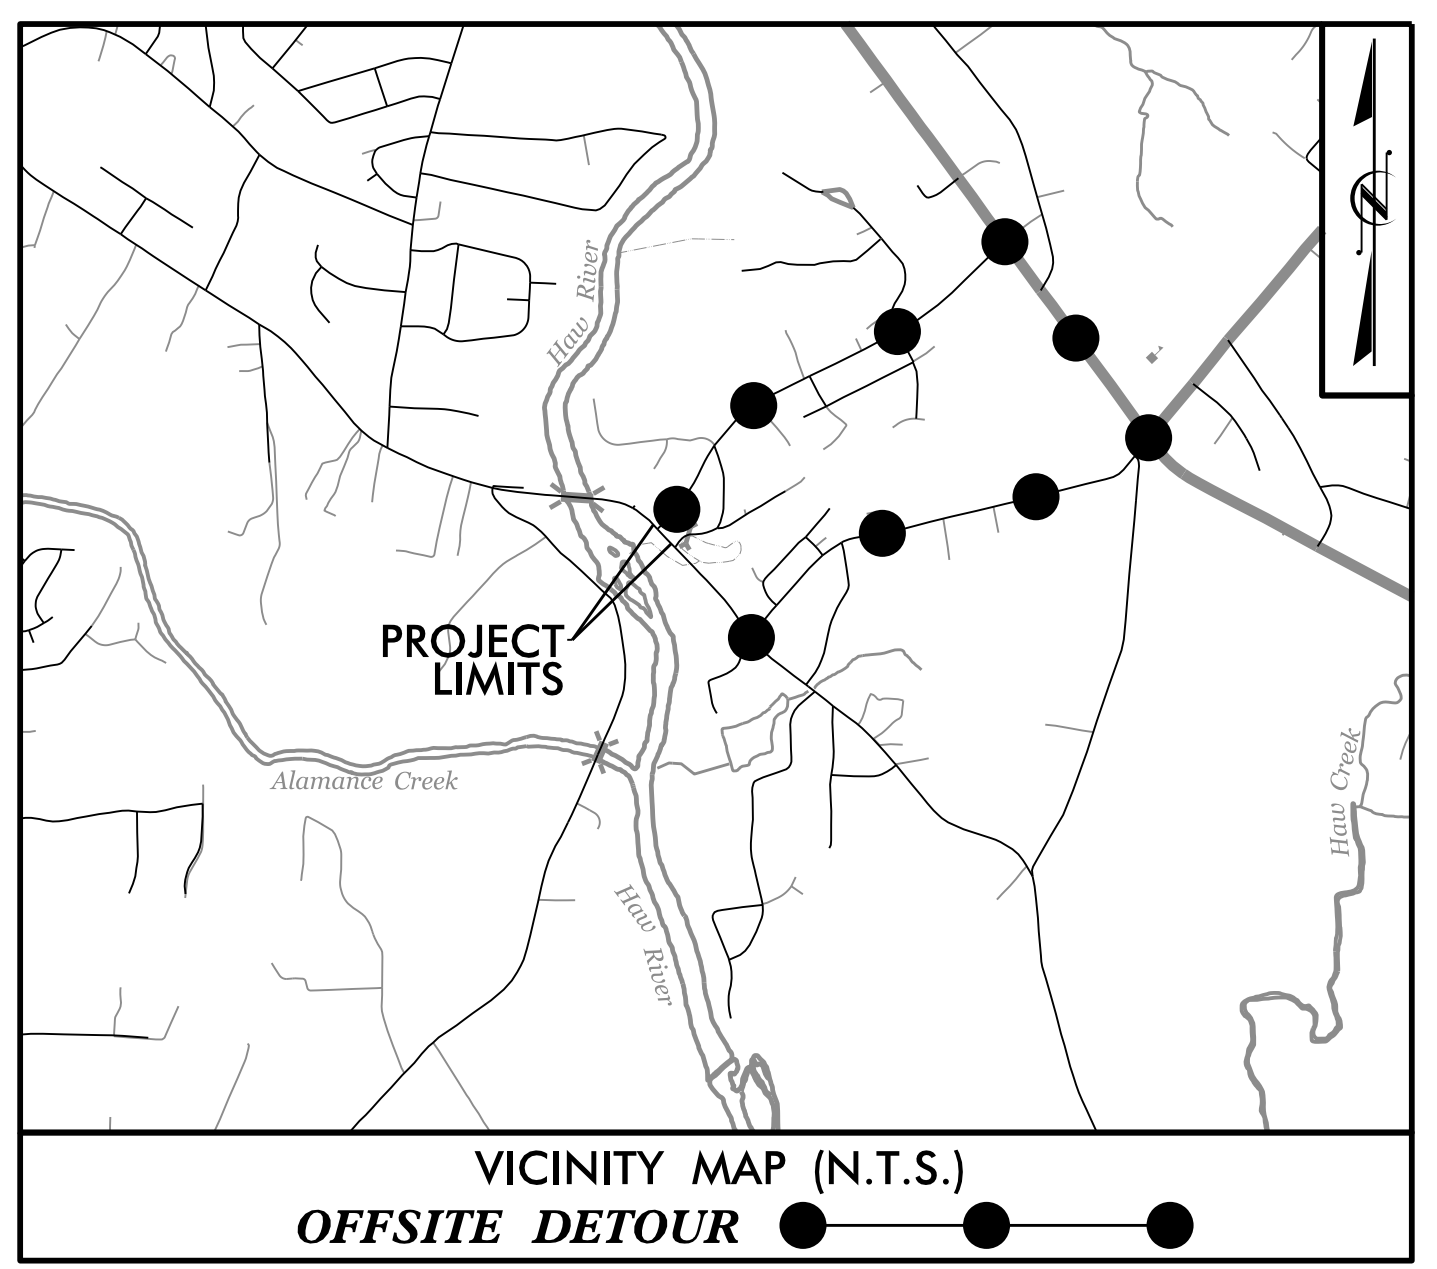 Haw River
PROJECT
LIMITS
Alamance Creek
Haw Creek
Haw River
N
VICINITY MAP (N.T.S.)
OFFSITE DETOUR